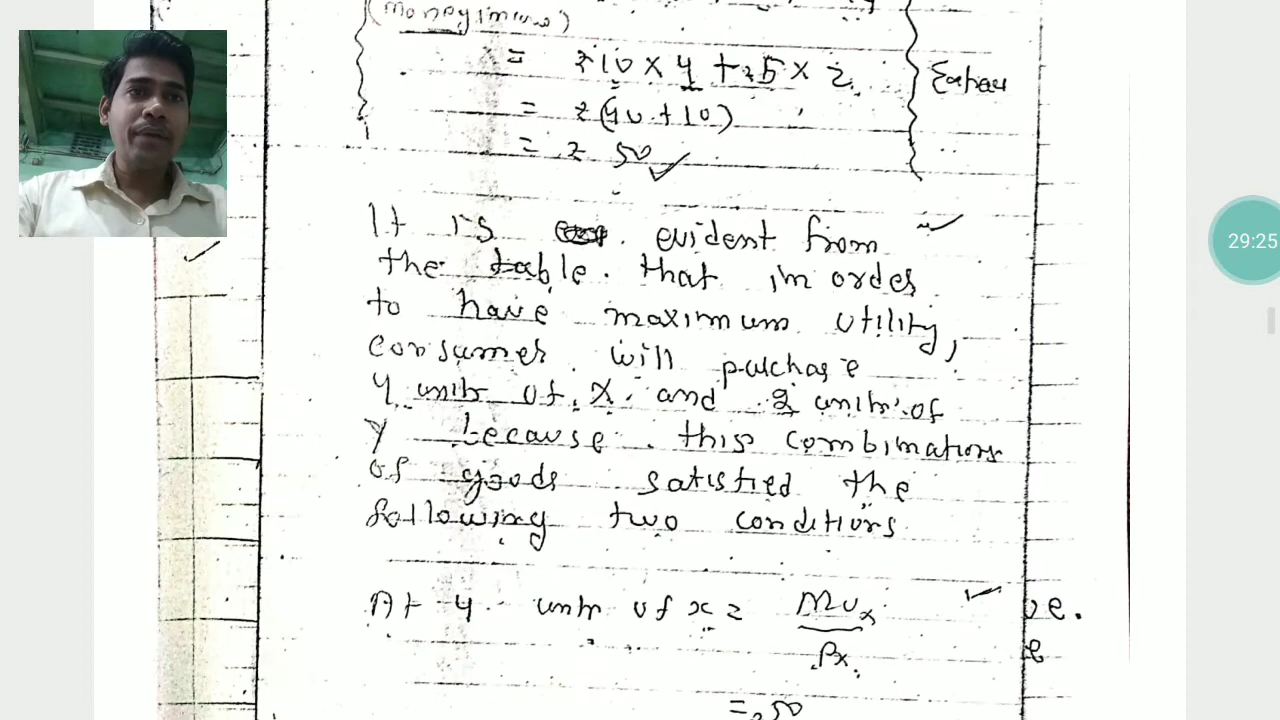 (money income)
= ₹10 × 4 + ₹5 × 2
= ₹(40 + 10)
= ₹ 50
It is evident from
the table that in order
to have maximum utility,
consumer will purchase
4 units of X and 2 units of
Y because this combination
of goods satisfied the
following two conditions
At 4 units of x = MUx
Px
= 50
29:25